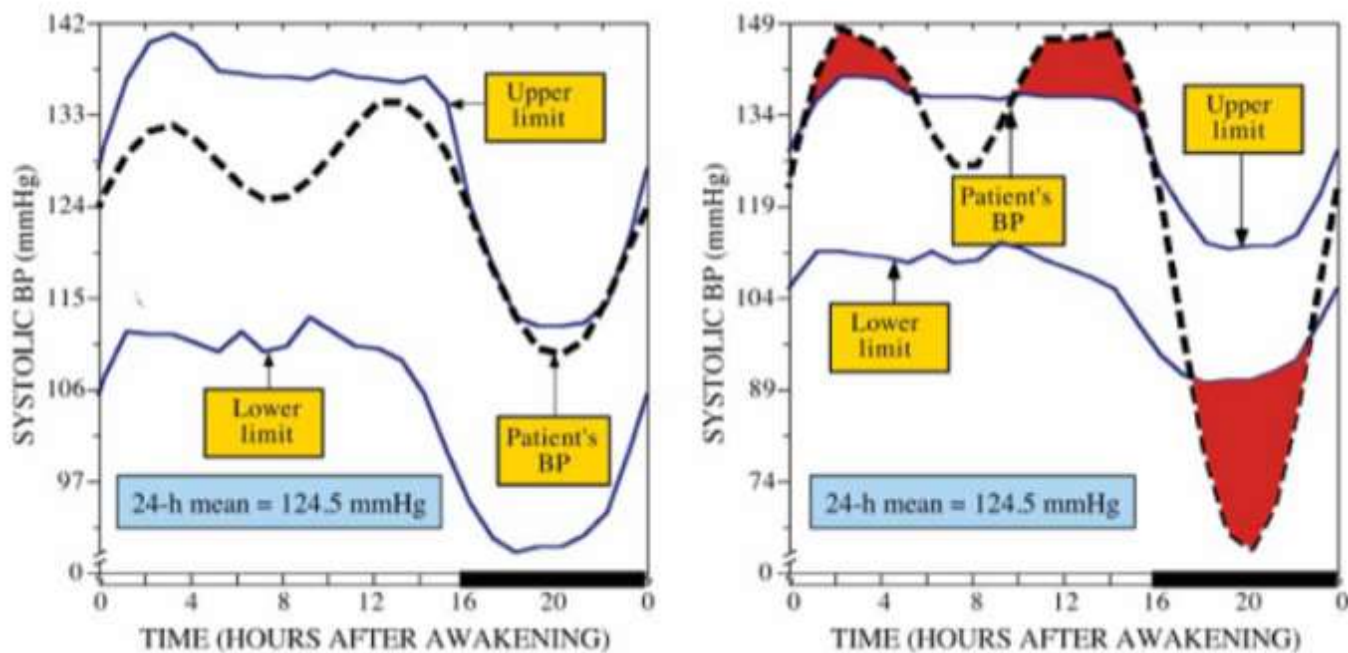 SYSTOLIC BP (mmHg)
142
133
124
115
106
97
0
Upper
limit
Lower
limit
Patient's
BP
24-h mean = 124.5 mmHg
0 4 8 12 16 20 0
TIME (HOURS AFTER AWAKENING)
SYSTOLIC BP (mmHg)
149
134
119
104
89
74
0
Upper
limit
Patient's
BP
Lower
limit
24-h mean = 124.5 mmHg
0 4 8 12 16 20 0
TIME (HOURS AFTER AWAKENING)